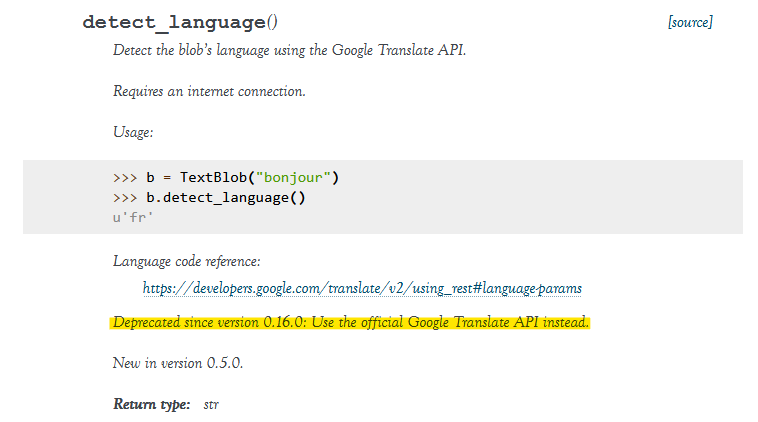 detect_language() [source]
Detect the blob's language using the Google Translate API.
Requires an internet connection.
Usage:
>>> b = TextBlob("bonjour")
>>> b.detect_language()
u'fr'
Language code reference:
https://developers.google.com/translate/v2/using_rest#language-params
Deprecated since version 0.16.0: Use the official Google Translate API instead.
New in version 0.5.0.
Return type: str